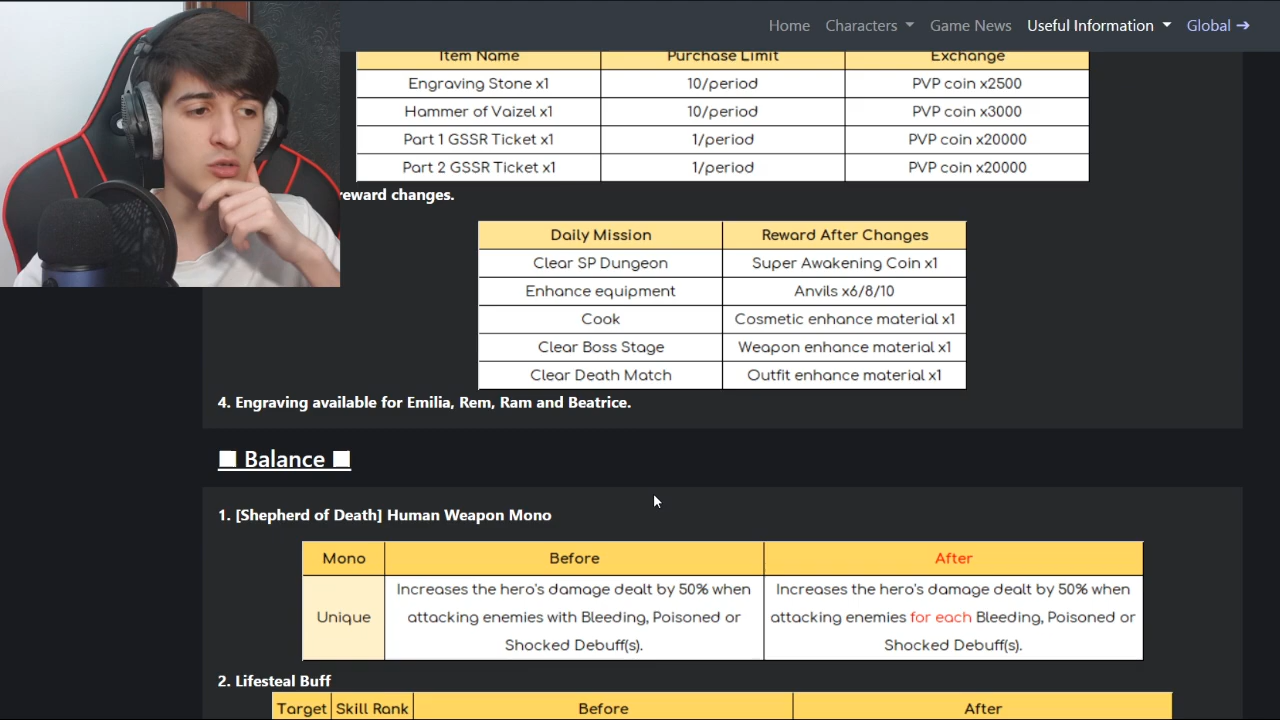 Home Characters Game News Useful Information Global →
Item Name Purchase Limit Exchange
Engraving Stone x1 10/period PVP coin x2500
Hammer of Vaizel x1 10/period PVP coin x3000
Part 1 GSSR Ticket x1 1/period PVP coin x20000
Part 2 GSSR Ticket x1 1/period PVP coin x20000
reward changes.
Daily Mission Reward After Changes
Clear SP Dungeon Super Awakening Coin x1
Enhance equipment Anvils x6/8/10
Cook Cosmetic enhance material x1
Clear Boss Stage Weapon enhance material x1
Clear Death Match Outfit enhance material x1
4. Engraving available for Emilia, Rem, Ram and Beatrice.
■ Balance ■
1. [Shepherd of Death] Human Weapon Mono
Mono Before After
Increases the hero's damage dealt by 50% when Increases the hero's damage dealt by 50% when
Unique attacking enemies with Bleeding, Poisoned or attacking enemies for each Bleeding, Poisoned or
Shocked Debuff(s). Shocked Debuff(s).
2. Lifesteal Buff
Target Skill Rank Before After